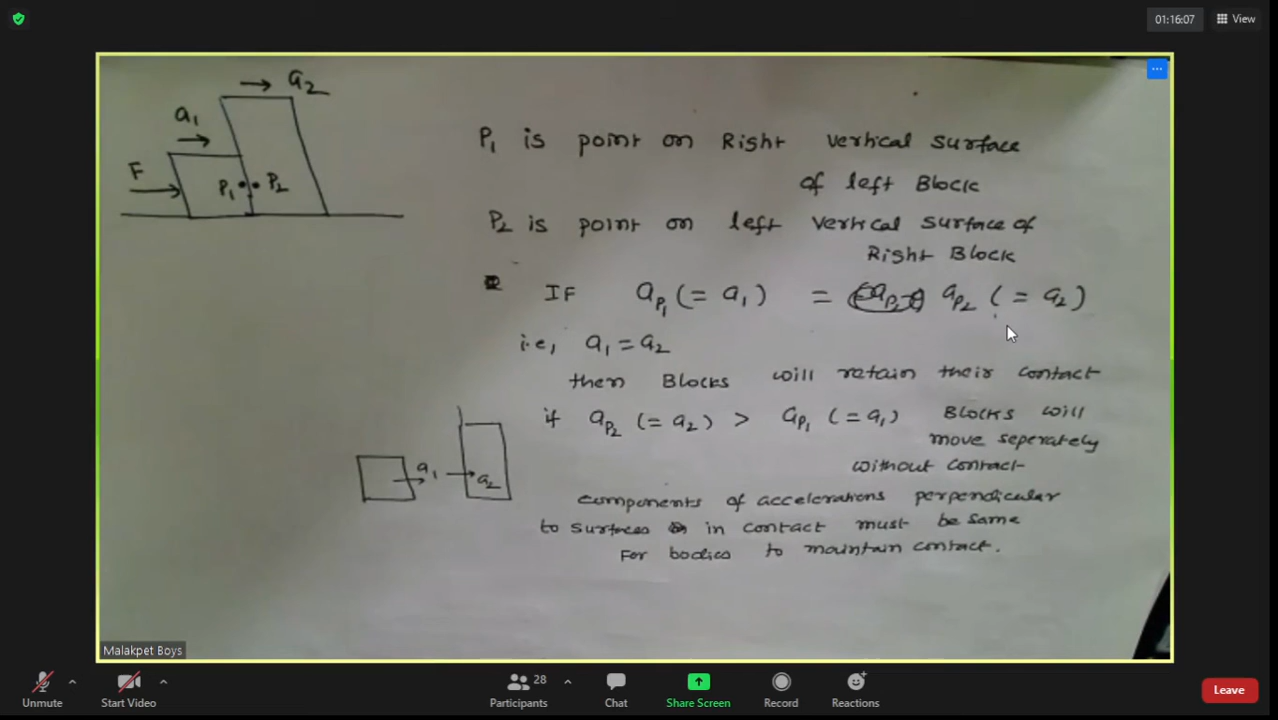 01:16:07
View
a2
a1
F
P1 P2
P1 is point on Right vertical surface
of left Block
P2 is point on left vertical surface of
Right Block
IF aP1 (= a1) = aP2 (= a2)
i.e, a1 = a2
then Blocks will retain their contact
if aP2 (= a2) > aP1 (= a1) Blocks will
move seperately
without contact
a1
a2
components of accelerations perpendicular
to surfaces in contact must be same
For bodies to maintain contact.
Malakpet Boys
Unmute
Start Video
28
Participants
Chat
Share Screen
Record
Reactions
Leave